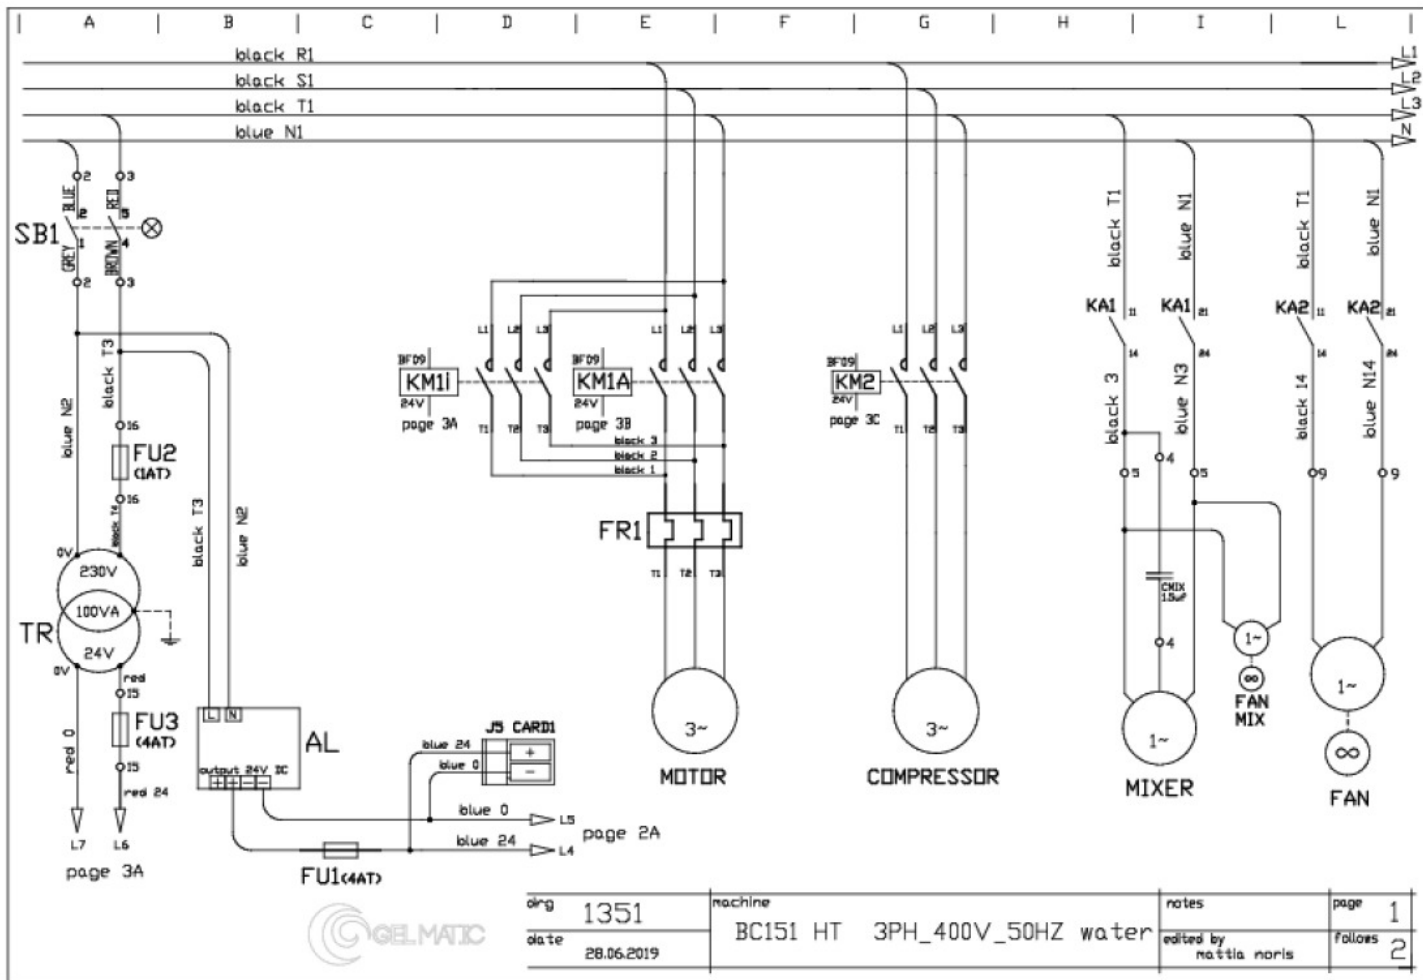 A B C D E F G H I L
black R1 L1
black S1 L2
black T1 L3
blue N1 N
2 3
BLUE RED
2
SB1
1 4
GREY BROWN
2 3
black T1 blue N1 black T1 blue N1
KA1 11 KA1 21 KA2 11 KA2 21
14 24 14 24
L1 L2 L3 L1 L2 L3 L1 L2 L3
BF09 BF09 BF09
KM1i KM1A KM2
24V 24V 24V
page 3A T1 T2 T3 page 3B page 3C T1 T2 T3
black 3
black 2
black 1
black T3
blue N2
black 3 blue N3 black 14 blue N14
16
FU2
(1AT)
16
black T4
black T3 blue N2
4
5 5 9 9
FR1
T1 T2 T3
0V
230V
100VA
TR
24V
0V
red
15
FU3
(4AT)
15
red 0
red 24
L7 L6
page 3A
L N
AL
output 24V DC
+ + - -
J5 CARD1
blue 24 +
blue 0 -
blue 0 L5
page 2A
blue 24 L4
FU1(4AT)
3~
MOTOR
3~
COMPRESSOR
CMIX
15uF
4
1~
MIXER
1~
∞
FAN
MIX
1~
∞
FAN
GELMATIC
drg 1351
date 28.06.2019
machine
BC151 HT 3PH_400V_50HZ water
notes
edited by
mattia noris
page 1
follows 2